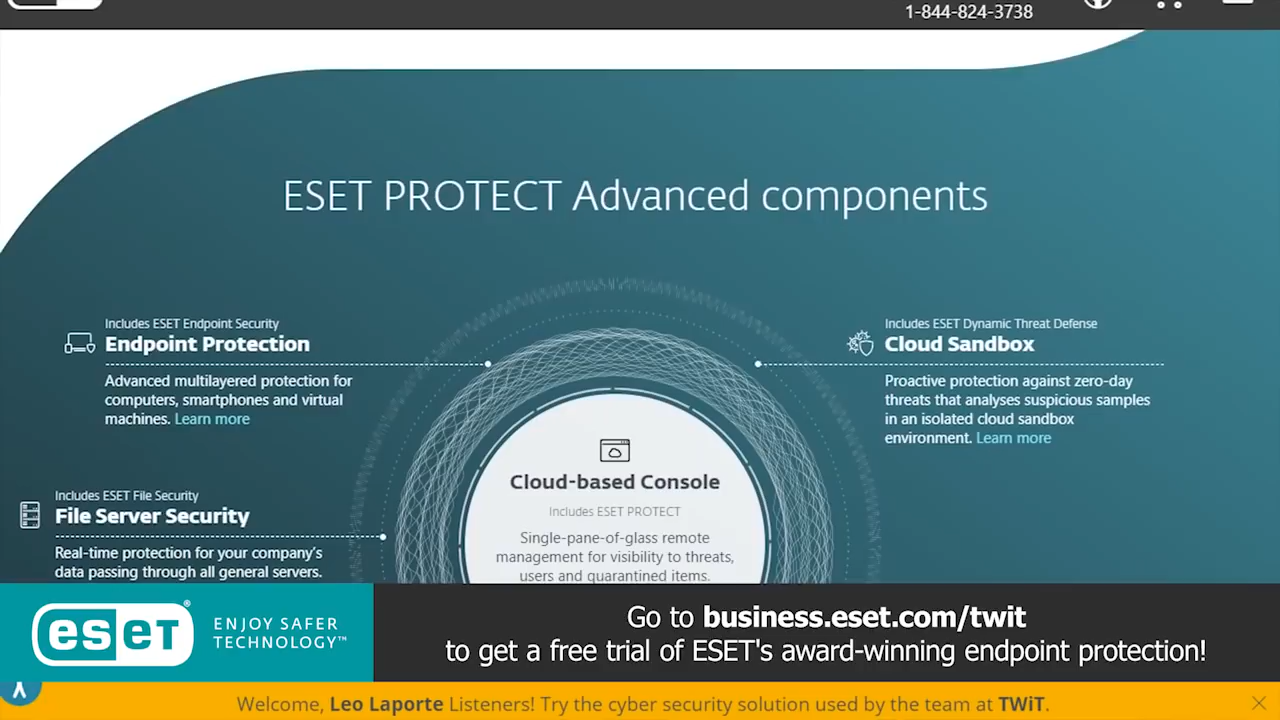 1-844-824-3738
ESET PROTECT Advanced components
Includes ESET Endpoint Security
Endpoint Protection
Advanced multilayered protection for
computers, smartphones and virtual
machines. Learn more
Includes ESET Dynamic Threat Defense
Cloud Sandbox
Proactive protection against zero-day
threats that analyses suspicious samples
in an isolated cloud sandbox
environment. Learn more
Includes ESET File Security
File Server Security
Real-time protection for your company's
data passing through all general servers.
Cloud-based Console
Includes ESET PROTECT
Single-pane-of-glass remote
management for visibility to threats,
users and quarantined items.
eset®
ENJOY SAFER
TECHNOLOGY™
Go to business.eset.com/twit
to get a free trial of ESET's award-winning endpoint protection!
Welcome, Leo Laporte Listeners! Try the cyber security solution used by the team at TWiT.